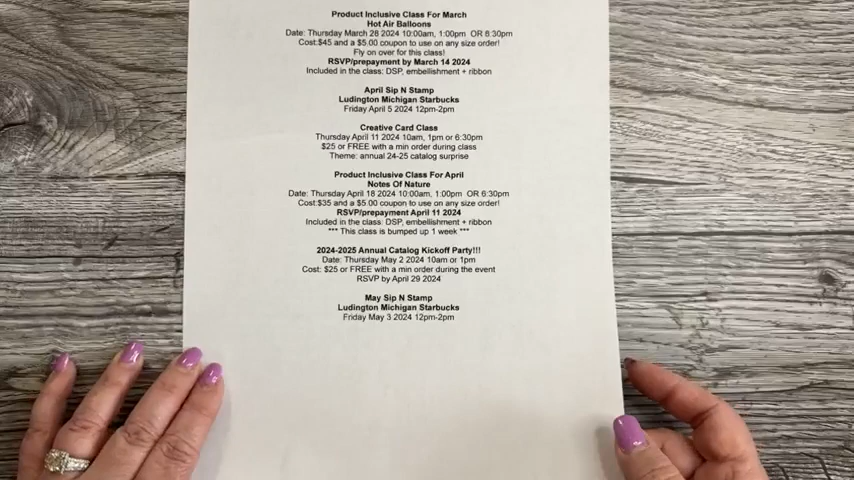 Product Inclusive Class For March
Hot Air Balloons
Date: Thursday March 28 2024 10:00am, 1:00pm OR 6:30pm
Cost:$45 and a $5.00 coupon to use on any size order!
Fly on over for this class!
RSVP/prepayment by March 14 2024
Included in the class: DSP, embellishment + ribbon
April Sip N Stamp
Ludington Michigan Starbucks
Friday April 5 2024 12pm-2pm
Creative Card Class
Thursday April 11 2024 10am, 1pm or 6:30pm
$25 or FREE with a min order during class
Theme: annual 24-25 catalog surprise
Product Inclusive Class For April
Notes Of Nature
Date: Thursday April 18 2024 10:00am, 1:00pm OR 6:30pm
Cost:$35 and a $5.00 coupon to use on any size order!
RSVP/prepayment April 11 2024
Included in the class: DSP, embellishment + ribbon
*** This class is bumped up 1 week ***
2024-2025 Annual Catalog Kickoff Party!!!
Date: Thursday May 2 2024 10am or 1pm
Cost: $25 or FREE with a min order during the event
RSVP by April 29 2024
May Sip N Stamp
Ludington Michigan Starbucks
Friday May 3 2024 12pm-2pm